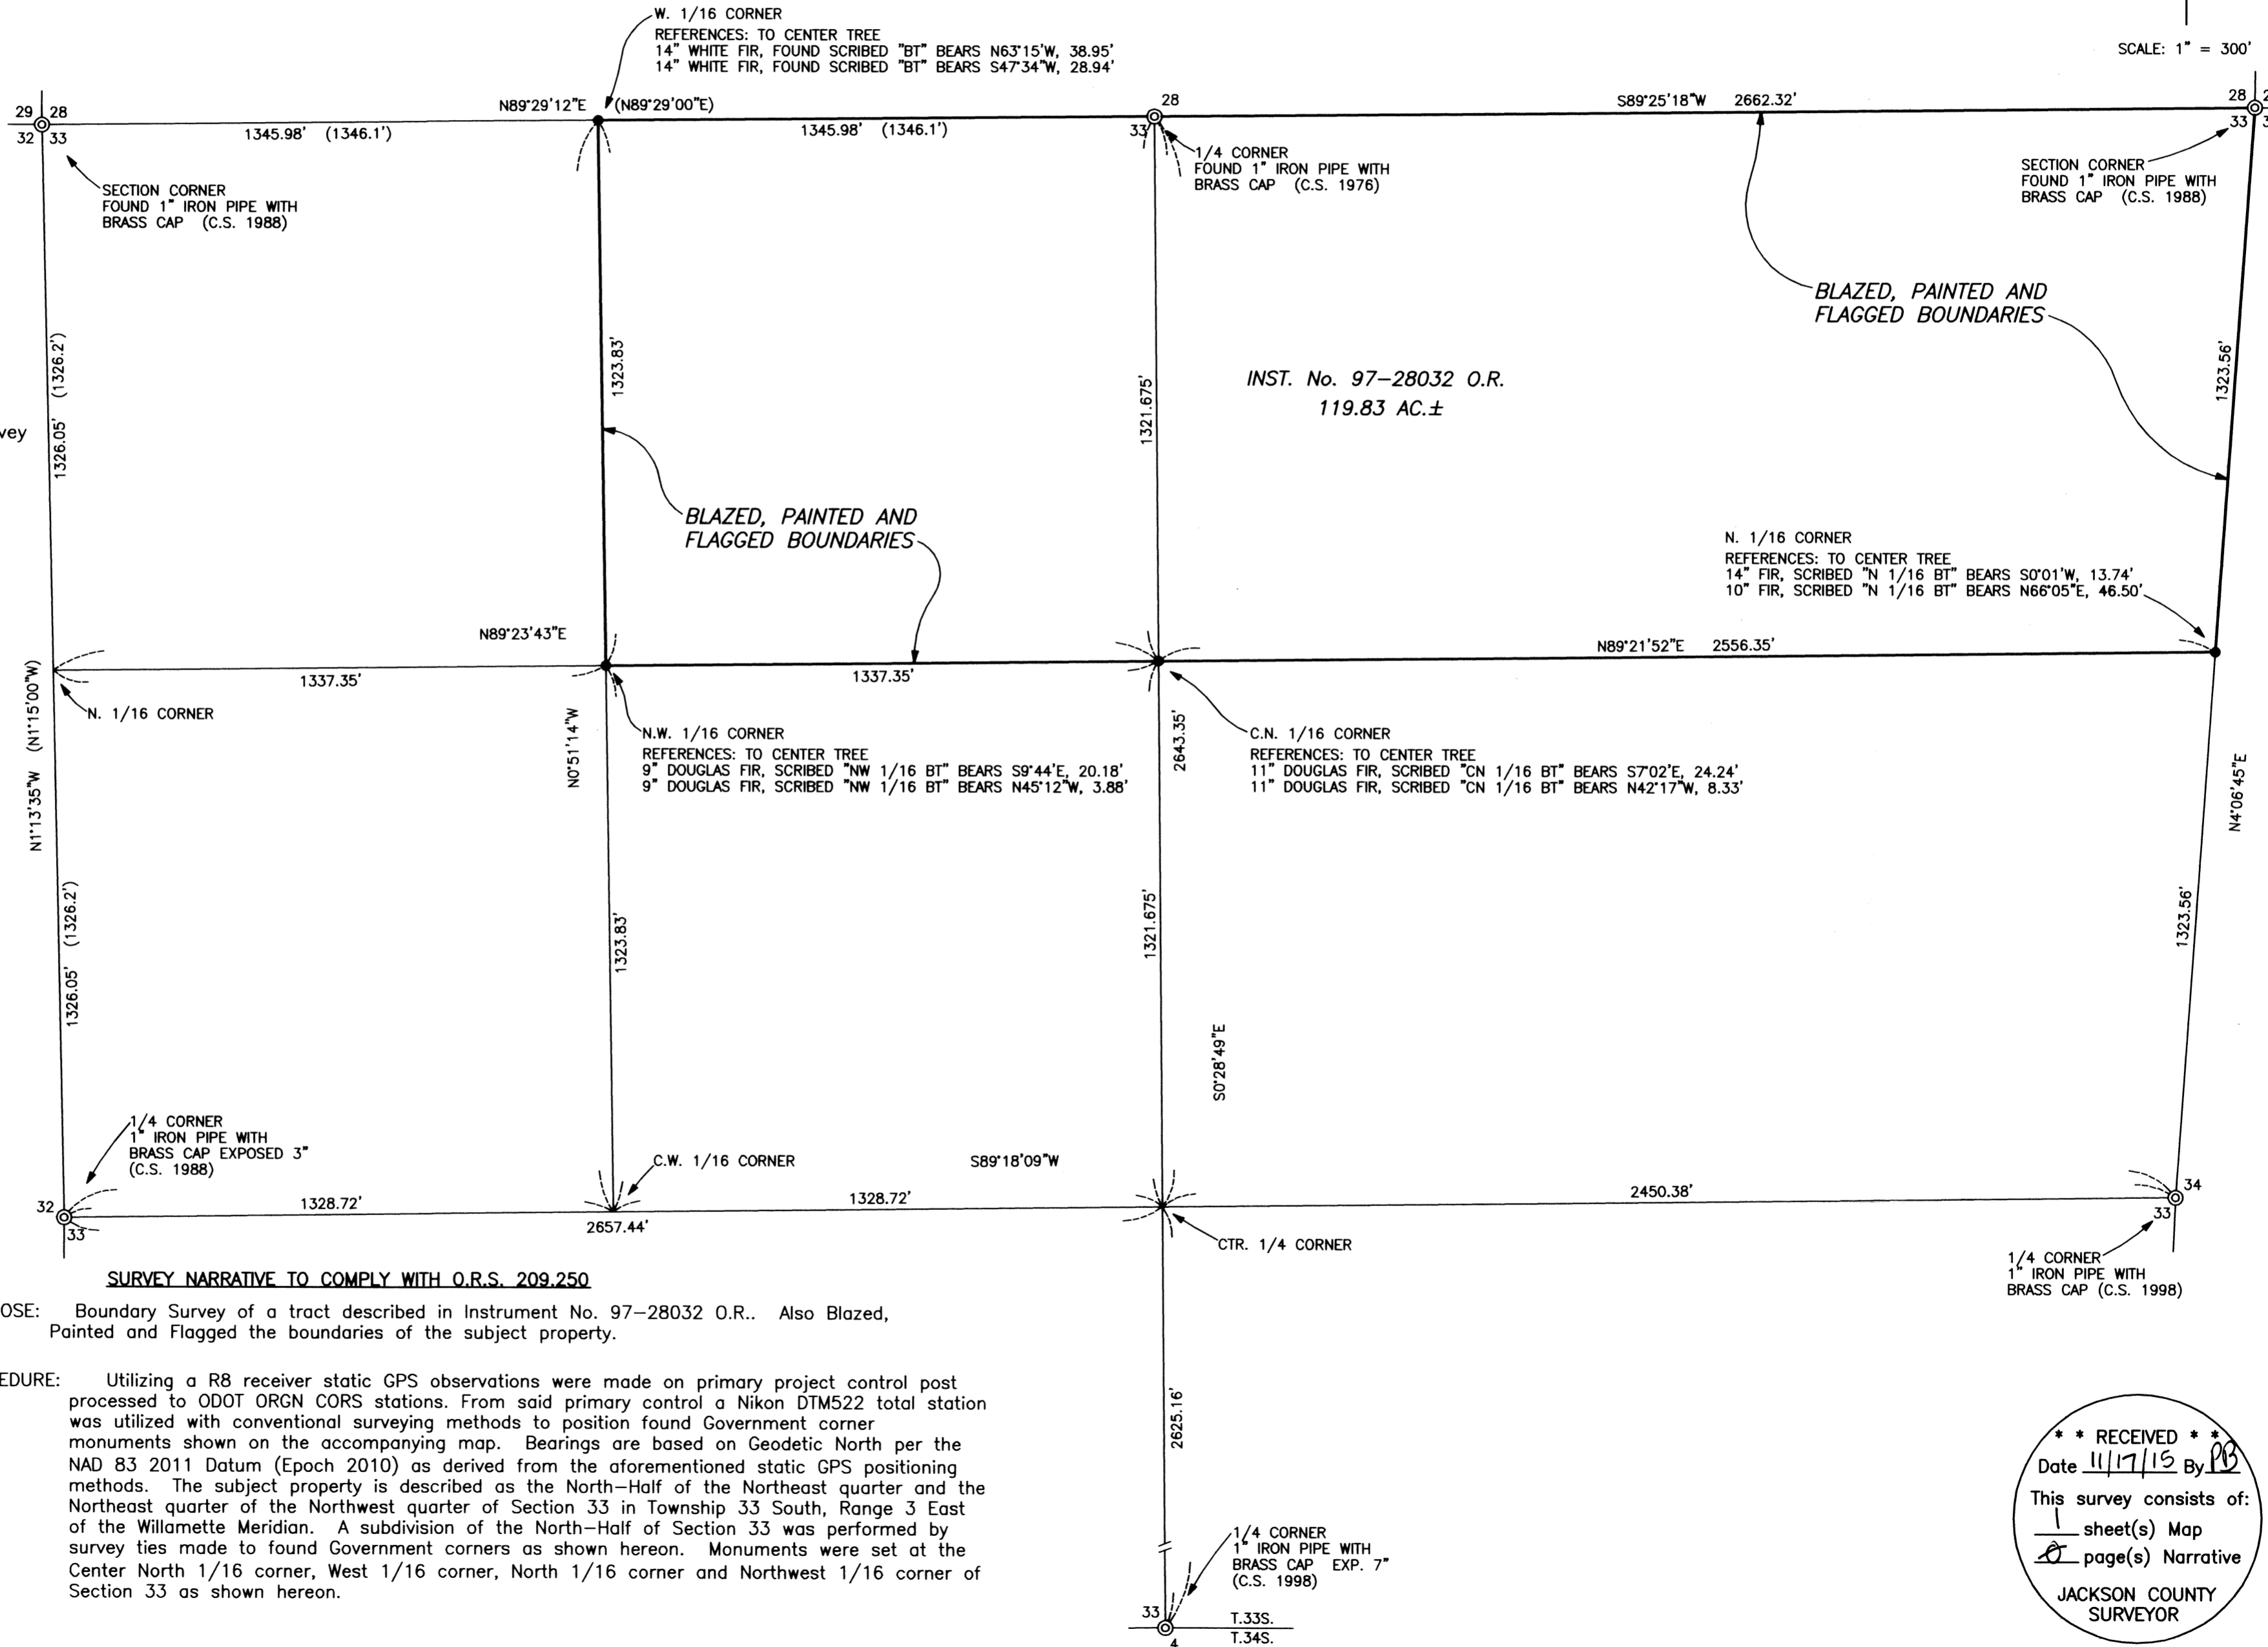 W. 1/16 CORNER
REFERENCES: TO CENTER TREE
14" WHITE FIR, FOUND SCRIBED "BT" BEARS N63°15'W, 38.95'
14" WHITE FIR, FOUND SCRIBED "BT" BEARS S47°34"W, 28.94'
SCALE: 1" = 300'
29 28
32 33
N89°29'12"E (N89°29'00"E)
1345.98' (1346.1')
1345.98' (1346.1')
28
33
S89°25'18"W 2662.32'
28
33
SECTION CORNER
FOUND 1" IRON PIPE WITH
BRASS CAP (C.S. 1988)
1/4 CORNER
FOUND 1" IRON PIPE WITH
BRASS CAP (C.S. 1976)
SECTION CORNER
FOUND 1" IRON PIPE WITH
BRASS CAP (C.S. 1988)
BLAZED, PAINTED AND
FLAGGED BOUNDARIES
1326.05' (1326.2')
1323.83'
1321.675'
1323.56'
INST. No. 97-28032 O.R.
119.83 AC.±
vey
BLAZED, PAINTED AND
FLAGGED BOUNDARIES
N. 1/16 CORNER
REFERENCES: TO CENTER TREE
14" FIR, SCRIBED "N 1/16 BT" BEARS S0°01'W, 13.74'
10" FIR, SCRIBED "N 1/16 BT" BEARS N66°05"E, 46.50'
N89°23'43"E
1337.35'
1337.35'
N89°21'52"E 2556.35'
N. 1/16 CORNER
N1°13'35"W (N1°15'00"W)
N0°51'14"W
N.W. 1/16 CORNER
REFERENCES: TO CENTER TREE
9" DOUGLAS FIR, SCRIBED "NW 1/16 BT" BEARS S9°44'E, 20.18'
9" DOUGLAS FIR, SCRIBED "NW 1/16 BT" BEARS N45°12"W, 3.88'
2643.35'
C.N. 1/16 CORNER
REFERENCES: TO CENTER TREE
11" DOUGLAS FIR, SCRIBED "CN 1/16 BT" BEARS S7°02'E, 24.24'
11" DOUGLAS FIR, SCRIBED "CN 1/16 BT" BEARS N42°17"W, 8.33'
N4°06'45"E
1326.05' (1326.2')
1323.83'
1321.675'
1323.56'
S0°28'49"E
1/4 CORNER
1" IRON PIPE WITH
BRASS CAP EXPOSED 3"
(C.S. 1988)
C.W. 1/16 CORNER
S89°18'09"W
32
33
1328.72'
2657.44'
1328.72'
2450.38'
34
33
CTR. 1/4 CORNER
1/4 CORNER
1" IRON PIPE WITH
BRASS CAP (C.S. 1998)
SURVEY NARRATIVE TO COMPLY WITH O.R.S. 209.250
OSE: Boundary Survey of a tract described in Instrument No. 97-28032 O.R.. Also Blazed,
Painted and Flagged the boundaries of the subject property.
EDURE: Utilizing a R8 receiver static GPS observations were made on primary project control post
processed to ODOT ORGN CORS stations. From said primary control a Nikon DTM522 total station
was utilized with conventional surveying methods to position found Government corner
monuments shown on the accompanying map. Bearings are based on Geodetic North per the
NAD 83 2011 Datum (Epoch 2010) as derived from the aforementioned static GPS positioning
methods. The subject property is described as the North-Half of the Northeast quarter and the
Northeast quarter of the Northwest quarter of Section 33 in Township 33 South, Range 3 East
of the Willamette Meridian. A subdivision of the North-Half of Section 33 was performed by
survey ties made to found Government corners as shown hereon. Monuments were set at the
Center North 1/16 corner, West 1/16 corner, North 1/16 corner and Northwest 1/16 corner of
Section 33 as shown hereon.
2625.16'
1/4 CORNER
1" IRON PIPE WITH
BRASS CAP EXP. 7"
(C.S. 1998)
33
4
T.33S.
T.34S.
* * RECEIVED * *
Date 11/17/15 By PB
This survey consists of:
1 sheet(s) Map
0 page(s) Narrative
JACKSON COUNTY
SURVEYOR